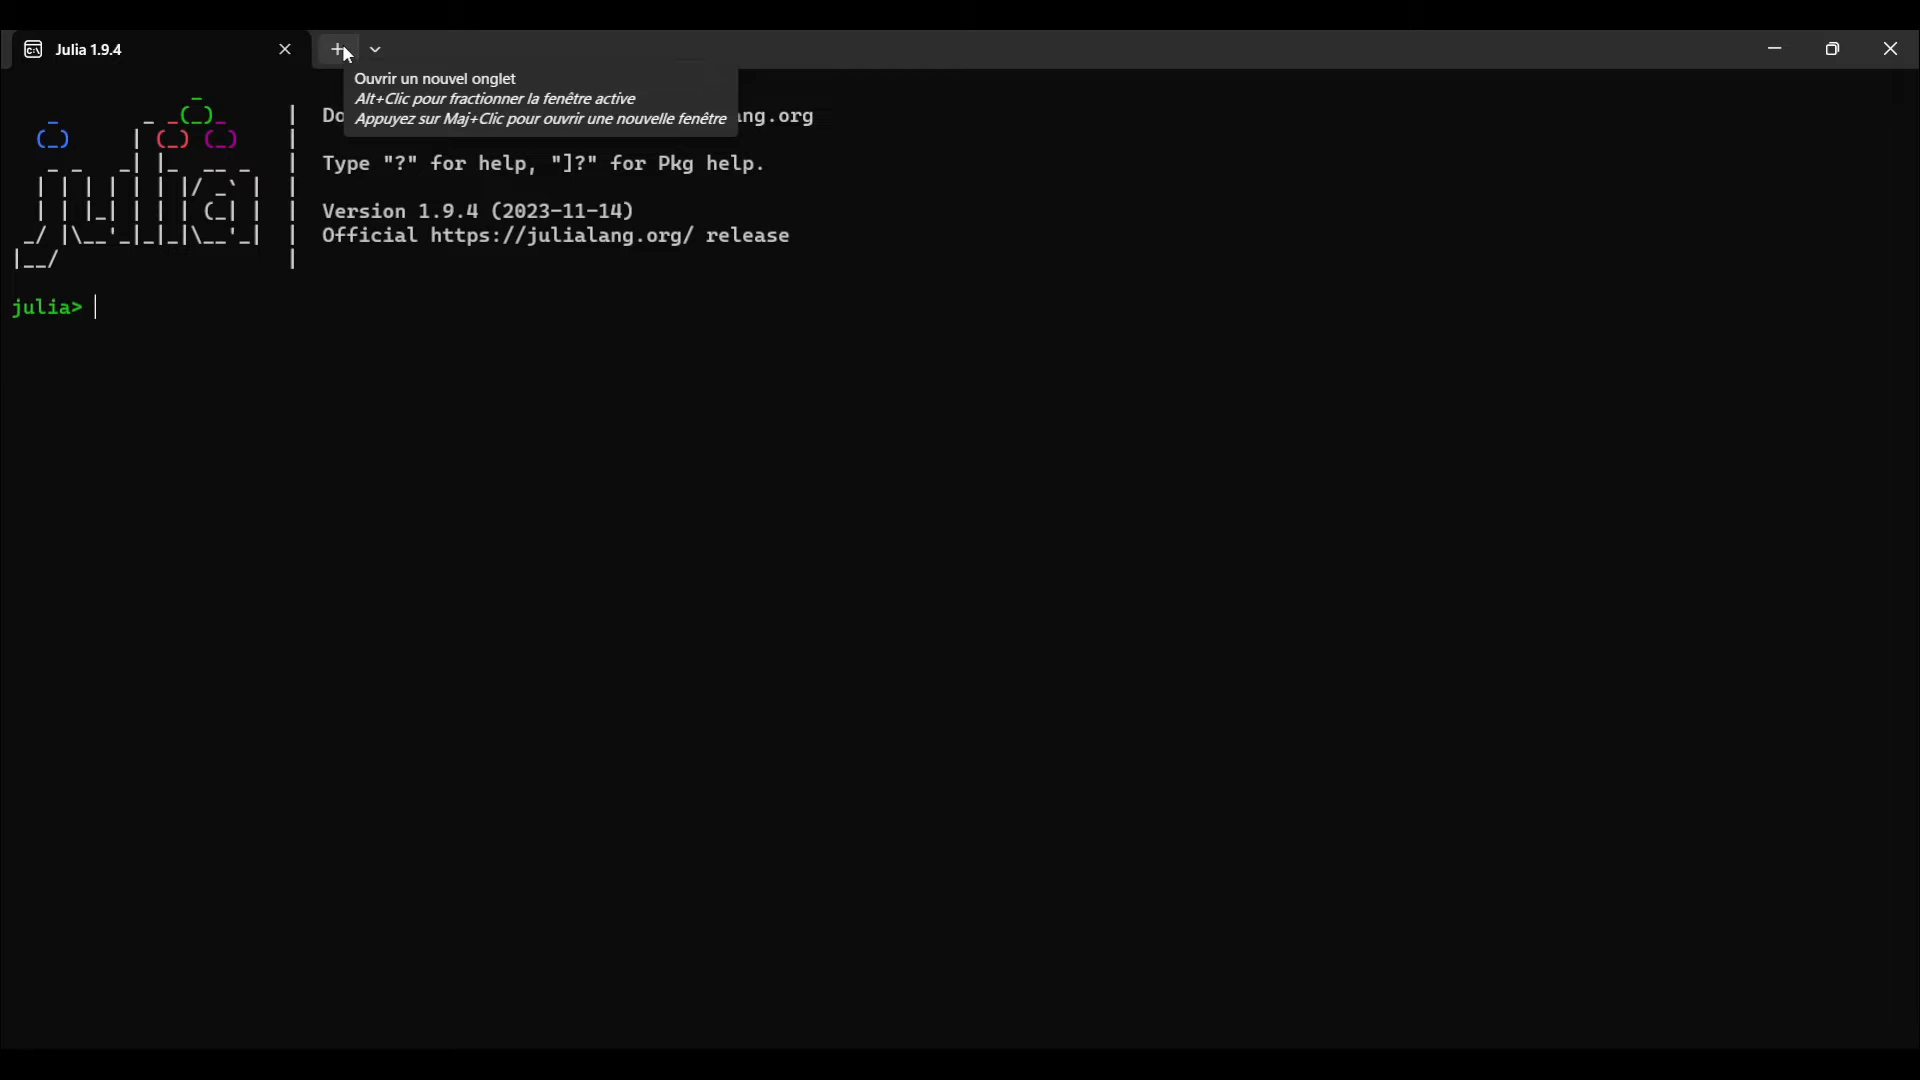 Julia 1.9.4
Ouvrir un nouvel onglet
Alt+Clic pour fractionner la fenêtre active
Appuyez sur Maj+Clic pour ouvrir une nouvelle fenêtre
Do ng.org
Type "?" for help, "]?" for Pkg help.
Version 1.9.4 (2023-11-14)
Official https://julialang.org/ release
julia>